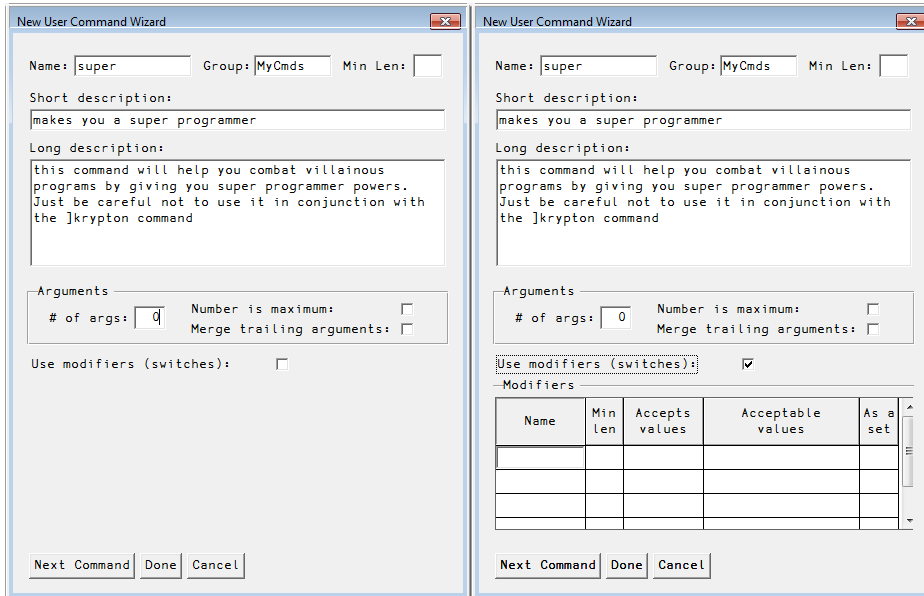 New User Command Wizard
Name: super Group: MyCmds Min Len:
Short description:
makes you a super programmer
Long description:
this command will help you combat villainous
programs by giving you super programmer powers.
Just be careful not to use it in conjunction with
the ]krypton command
Arguments
# of args: 0 Number is maximum:
Merge trailing arguments:
Use modifiers (switches):
Next Command Done Cancel
New User Command Wizard
Name: super Group: MyCmds Min Len:
Short description:
makes you a super programmer
Long description:
this command will help you combat villainous
programs by giving you super programmer powers.
Just be careful not to use it in conjunction with
the ]krypton command
Arguments
# of args: 0 Number is maximum:
Merge trailing arguments:
Use modifiers (switches):
Modifiers
Name Min len Accepts values Acceptable values As a set
Next Command Done Cancel